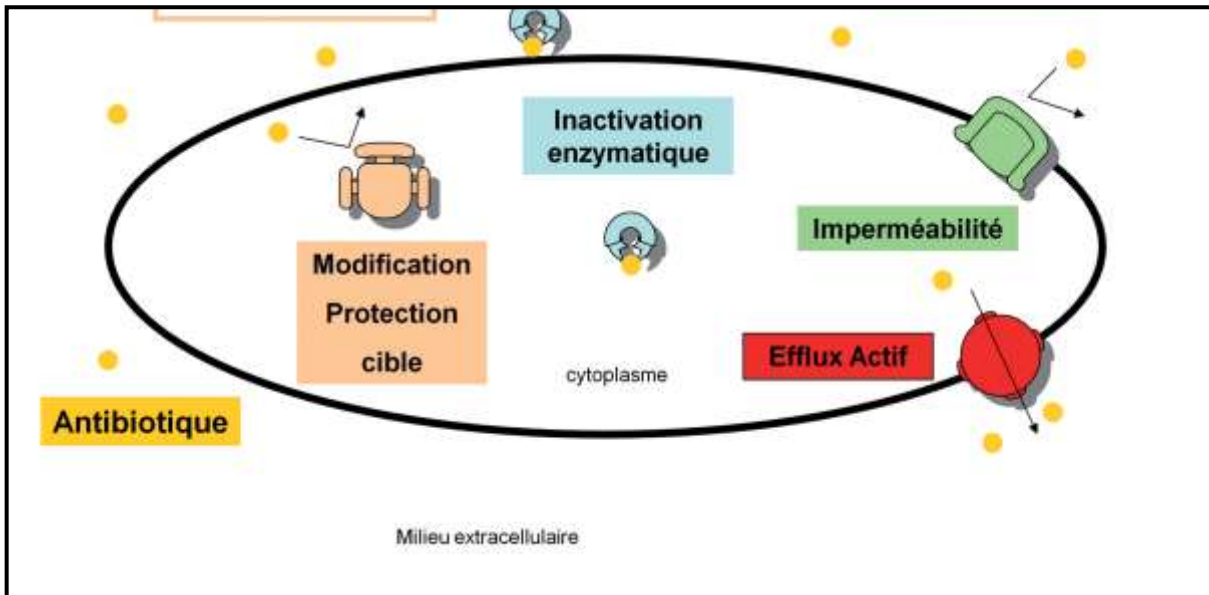 Inactivation
enzymatique
Imperméabilité
Modification
Protection
cible
Efflux Actif
cytoplasme
Antibiotique
Milieu extracellulaire